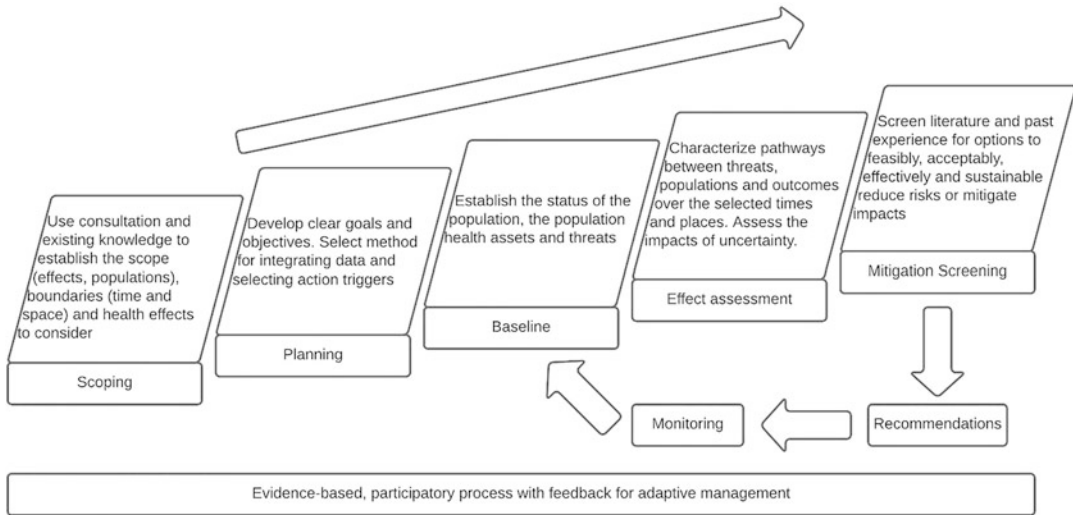 Use consultation and
existing knowledge to
establish the scope
(effects, populations),
boundaries (time and
space) and health effects
to consider
Scoping
Develop clear goals and
objectives. Select method
for integrating data and
selecting action triggers
Planning
Establish the status of the
population, the population
health assets and threats
Baseline
Characterize pathways
between threats,
populations and outcomes
over the selected times
and places. Assess the
impacts of uncertainty.
Effect assessment
Screen literature and past
experience for options to
feasibly, acceptably,
effectively and sustainable
reduce risks or mitigate
impacts
Mitigation Screening
Monitoring
Recommendations
Evidence-based, participatory process with feedback for adaptive management